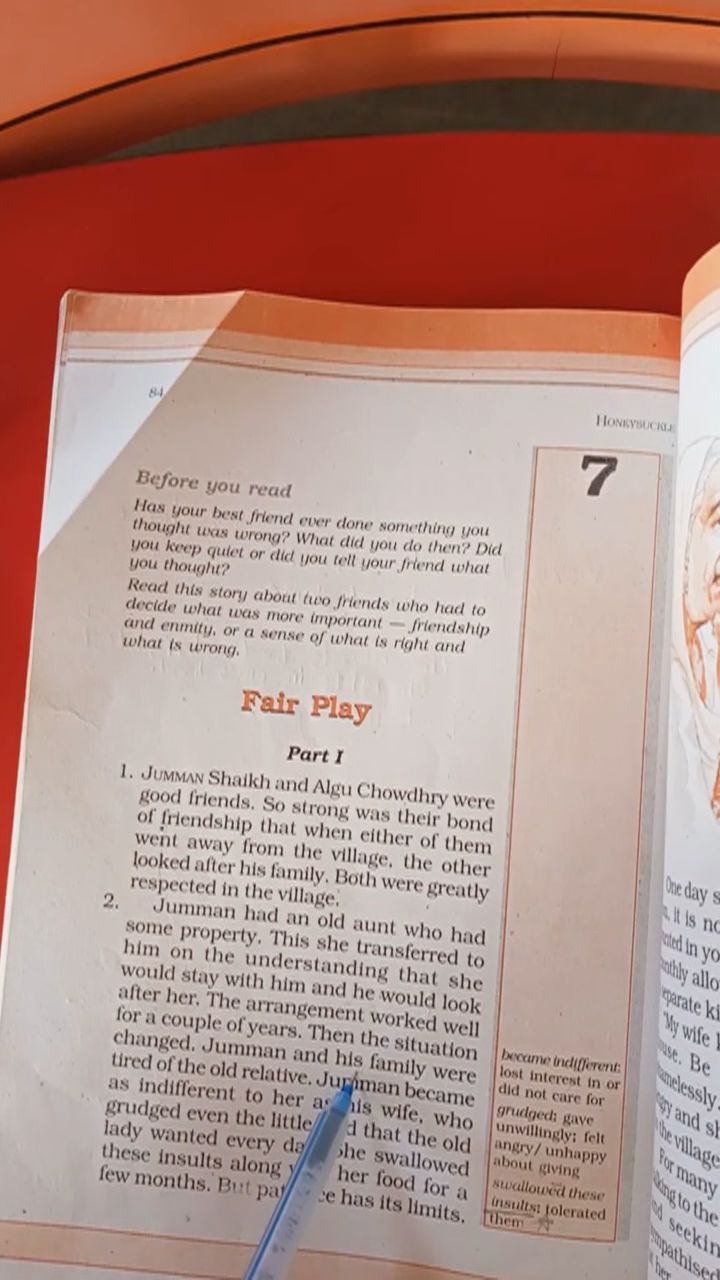 84
HONEYSUCKLE
7
Before you read
Has your best friend ever done something you
thought was wrong? What did you do then? Did
you keep quiet or did you tell your friend what
you thought?
Read this story about two friends who had to
decide what was more important — friendship
and enmity, or a sense of what is right and
what is wrong.
Fair Play
Part I
1. JUMMAN Shaikh and Algu Chowdhry were
good friends. So strong was their bond
of friendship that when either of them
went away from the village, the other
looked after his family. Both were greatly
respected in the village.
2. Jumman had an old aunt who had
some property. This she transferred to
him on the understanding that she
would stay with him and he would look
after her. The arrangement worked well
for a couple of years. Then the situation
changed. Jumman and his family were
tired of the old relative. Jumman became
as indifferent to her as his wife, who
grudged even the little that the old
lady wanted every she swallowed
these insults along her food for a
few months. But has its limits.
became indifferent:
lost interest in or
did not care for
grudged: gave
unwillingly; felt
angry/ unhappy
about giving
swallowed these
insults: tolerated
them
One day s
it is no
in yo
allo
ki
'My wife
Be
and sh
the village
For many
to the
seekin
her